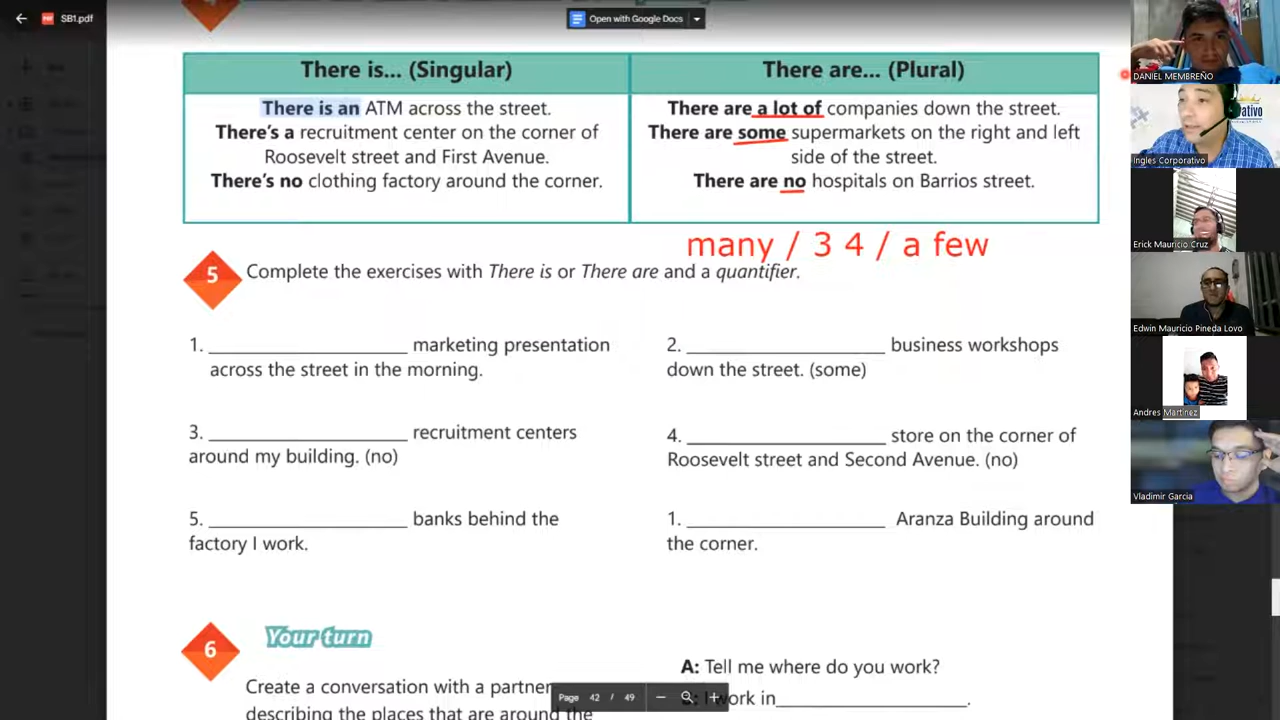 SB1.pdf
Open with Google Docs
There is... (Singular)
There are... (Plural)
There is an ATM across the street.
There's a recruitment center on the corner of
Roosevelt street and First Avenue.
There's no clothing factory around the corner.
There are a lot of companies down the street.
There are some supermarkets on the right and left
side of the street.
There are no hospitals on Barrios street.
many / 3 4 / a few
5 Complete the exercises with There is or There are and a quantifier.
1. ____________________ marketing presentation
across the street in the morning.
2. ____________________ business workshops
down the street. (some)
3. ____________________ recruitment centers
around my building. (no)
4. ____________________ store on the corner of
Roosevelt street and Second Avenue. (no)
5. ____________________ banks behind the
factory I work.
1. ____________________ Aranza Building around
the corner.
6 Your turn
Create a conversation with a partner
describing the places that are around the
A: Tell me where do you work?
I work in____________________.
Page 42 / 49
DANIEL MEMBREÑO
Ingles Corporativo
Erick Mauricio Cruz
Edwin Mauricio Pineda Lovo
Andres Martinez
Vladimir Garcia